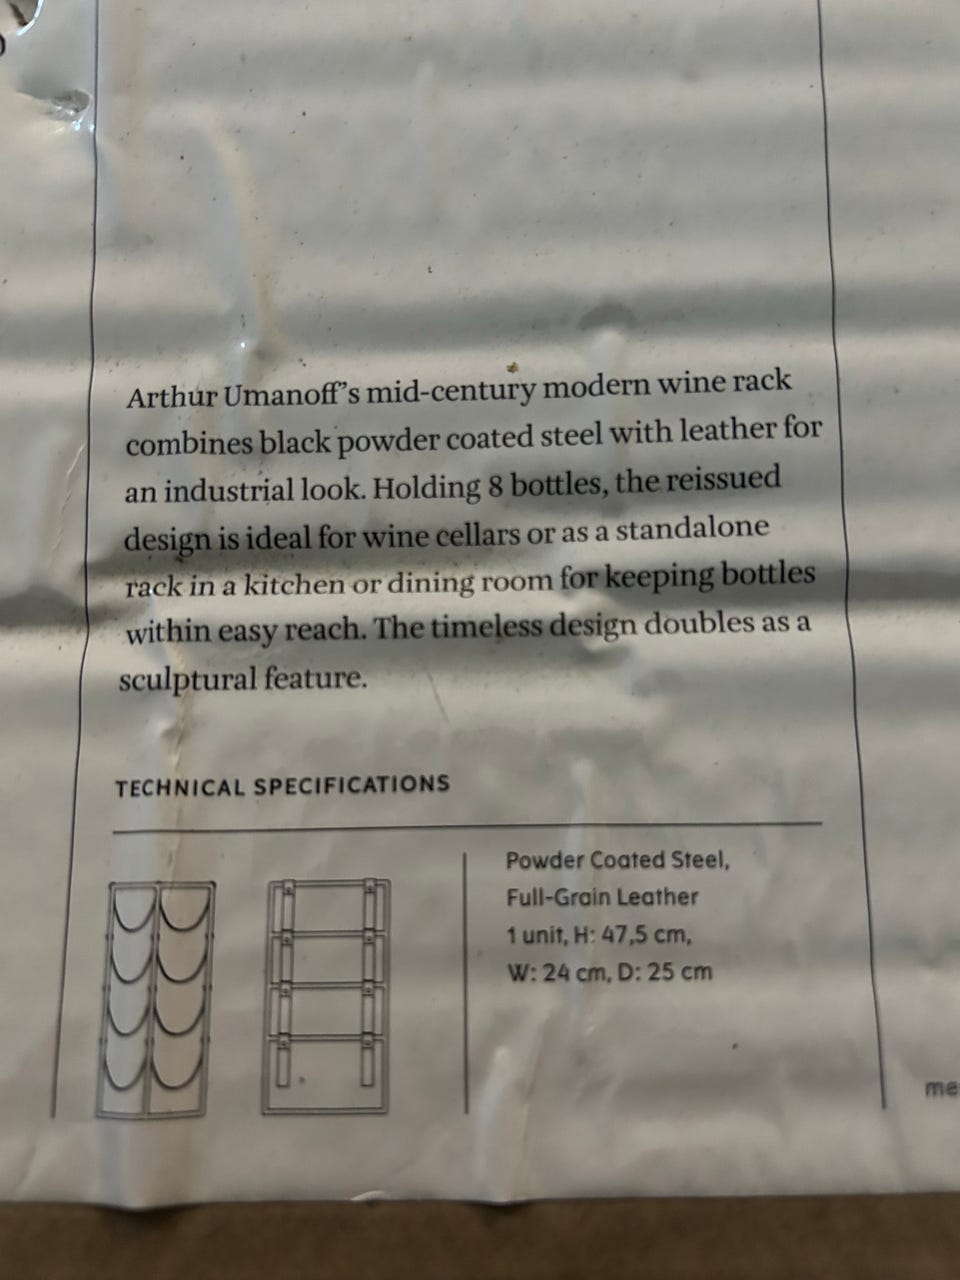 Arthur Umanoff’s mid-century modern wine rack
combines black powder coated steel with leather for
an industrial look. Holding 8 bottles, the reissued
design is ideal for wine cellars or as a standalone
rack in a kitchen or dining room for keeping bottles
within easy reach. The timeless design doubles as a
sculptural feature.
TECHNICAL SPECIFICATIONS
Powder Coated Steel,
Full-Grain Leather
1 unit, H: 47,5 cm,
W: 24 cm, D: 25 cm